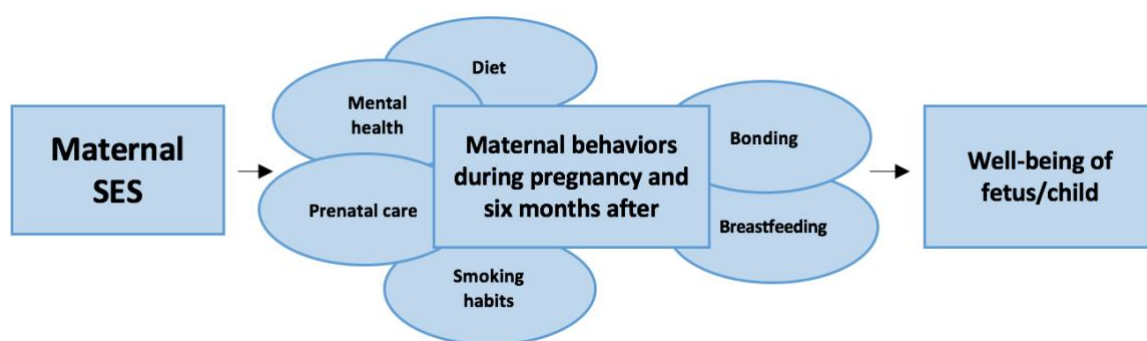 Maternal
SES
Diet
Mental
health
Prenatal care
Smoking
habits
Maternal behaviors
during pregnancy and
six months after
Bonding
Breastfeeding
Well-being of
fetus/child